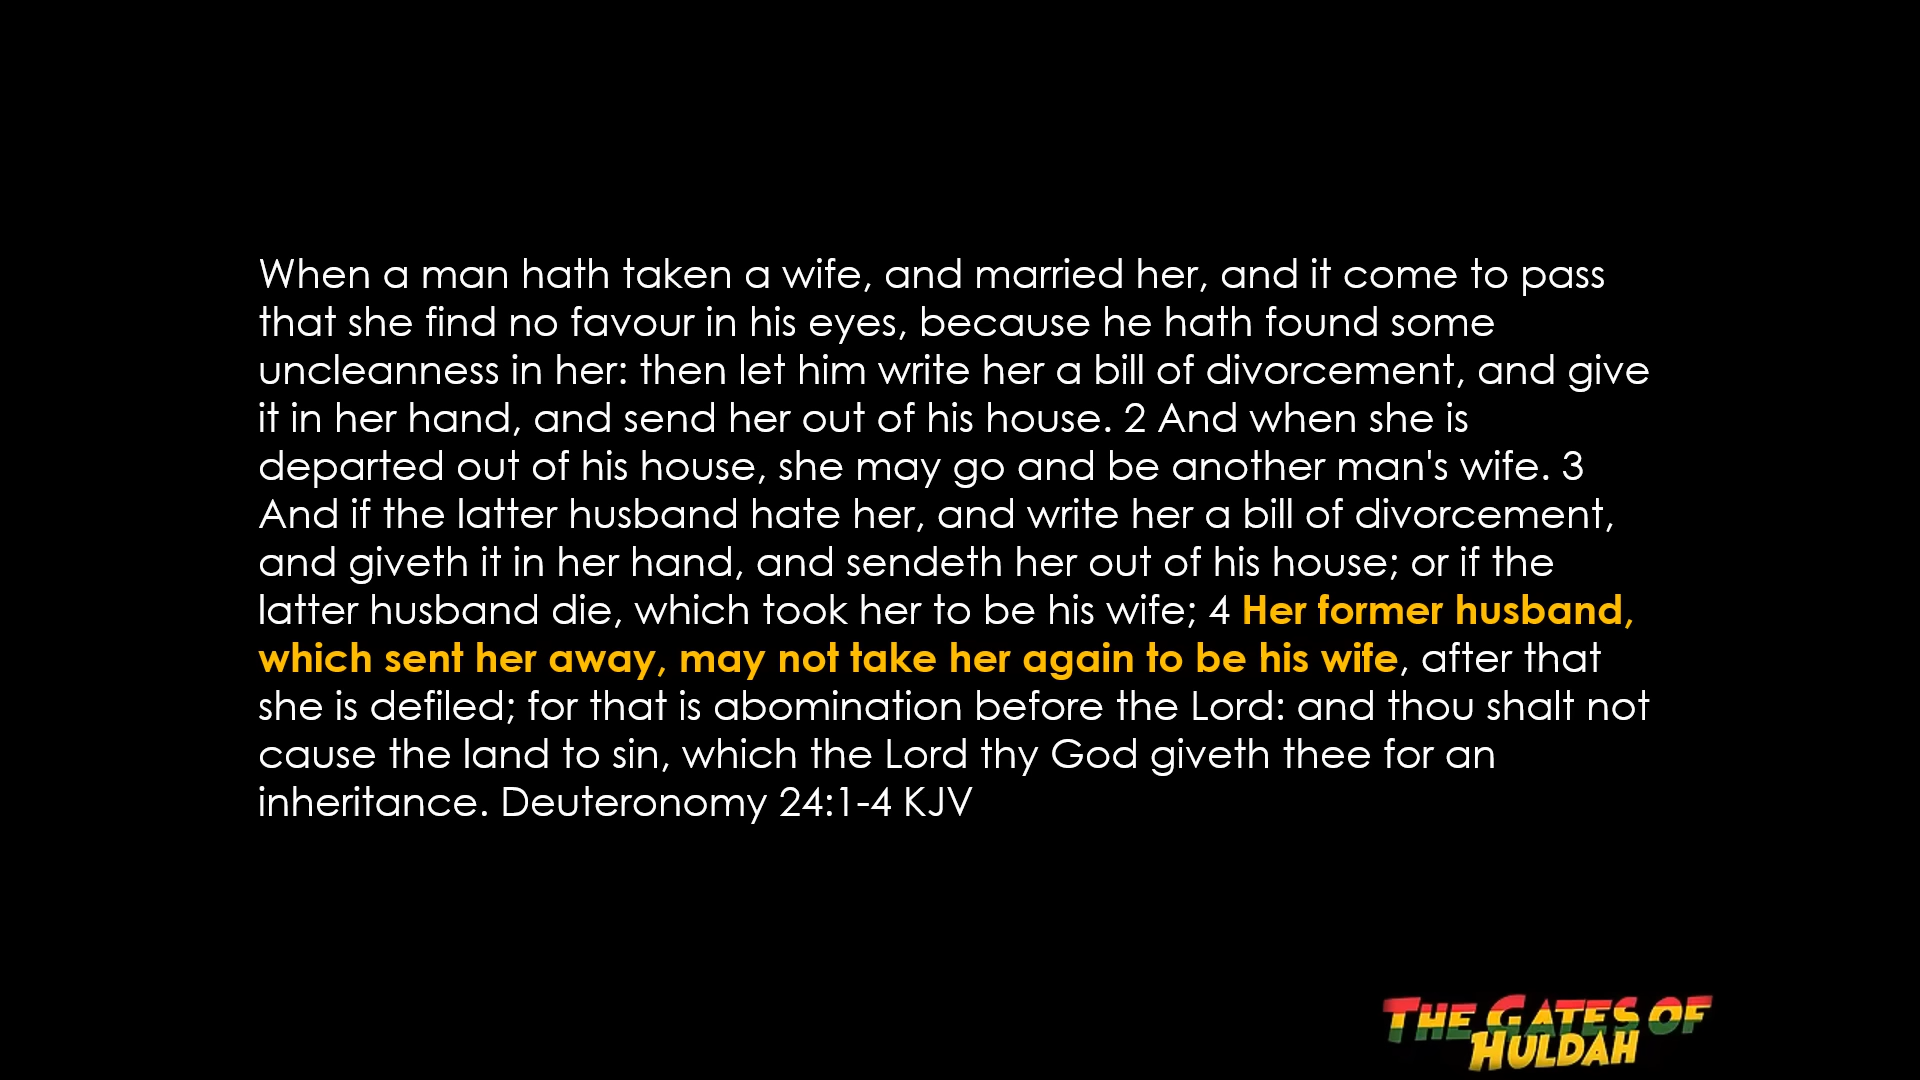 When a man hath taken a wife, and married her, and it come to pass
that she find no favour in his eyes, because he hath found some
uncleanness in her: then let him write her a bill of divorcement, and give
it in her hand, and send her out of his house. 2 And when she is
departed out of his house, she may go and be another man's wife. 3
And if the latter husband hate her, and write her a bill of divorcement,
and giveth it in her hand, and sendeth her out of his house; or if the
latter husband die, which took her to be his wife; 4 Her former husband,
which sent her away, may not take her again to be his wife, after that
she is defiled; for that is abomination before the Lord: and thou shalt not
cause the land to sin, which the Lord thy God giveth thee for an
inheritance. Deuteronomy 24:1-4 KJV
THE GATES OF
HULDAH